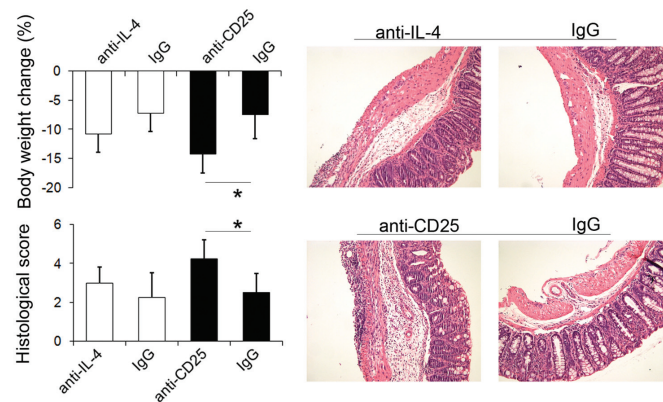 anti-IL-4
IgG
anti-CD25
IgG
Body weight change (%)
0
-5
-10
-15
-20
*
Histological score
6
4
2
0
*
anti-IL-4
IgG
anti-CD25
IgG
anti-IL-4 IgG
anti-CD25 IgG